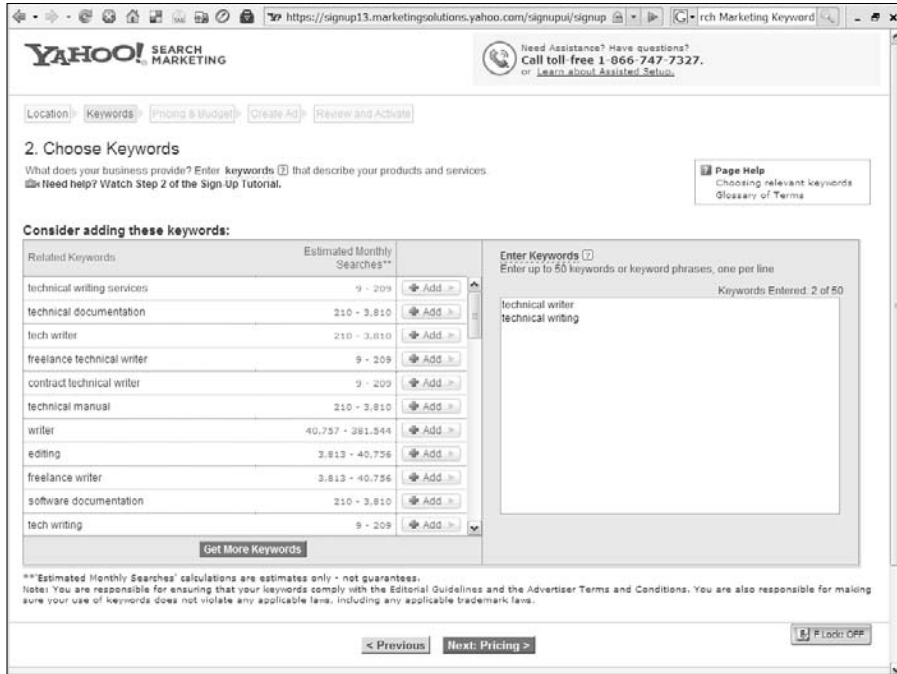 https://signup13.marketingsolutions.yahoo.com/signupui/signup
rch Marketing Keyword
YAHOO! SEARCH
MARKETING
Need Assistance? Have questions?
Call toll-free 1-866-747-7327.
or Learn about Assisted Setup.
Location Keywords Pricing & Budget Create Ad Review and Activate
2. Choose Keywords
What does your business provide? Enter keywords [?] that describe your products and services.
Need help? Watch Step 2 of the Sign-Up Tutorial.
? Page Help
Choosing relevant keywords
Glossary of Terms
Consider adding these keywords:
Related Keywords Estimated Monthly
Searches**
technical writing services 9 - 209 Add
technical documentation 210 - 3,810 Add
tech writer 210 - 3,810 Add
freelance technical writer 9 - 209 Add
contract technical writer 9 - 209 Add
technical manual 210 - 3,810 Add
writer 40,757 - 381,544 Add
editing 3,813 - 40,756 Add
freelance writer 3,813 - 40,756 Add
software documentation 210 - 3,810 Add
tech writing 9 - 209 Add
Get More Keywords
Enter Keywords [?]
Enter up to 50 keywords or keyword phrases, one per line
Keywords Entered: 2 of 50
technical writer
technical writing
**'Estimated Monthly Searches' calculations are estimates only - not guarantees.
Note: You are responsible for ensuring that your keywords comply with the Editorial Guidelines and the Advertiser Terms and Conditions. You are also responsible for making
sure your use of keywords does not violate any applicable laws, including any applicable trademark laws.
< Previous Next: Pricing >
F Lock: OFF